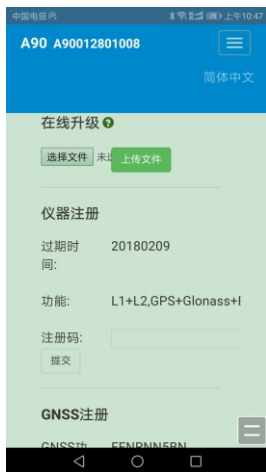 中国电信 上午10:47
A90 A90012801008
简体中文
在线升级
选择文件 上传文件
仪器注册
过期时间: 20180209
功能: L1+L2,GPS+Glonass+
注册码:
提交
GNSS注册